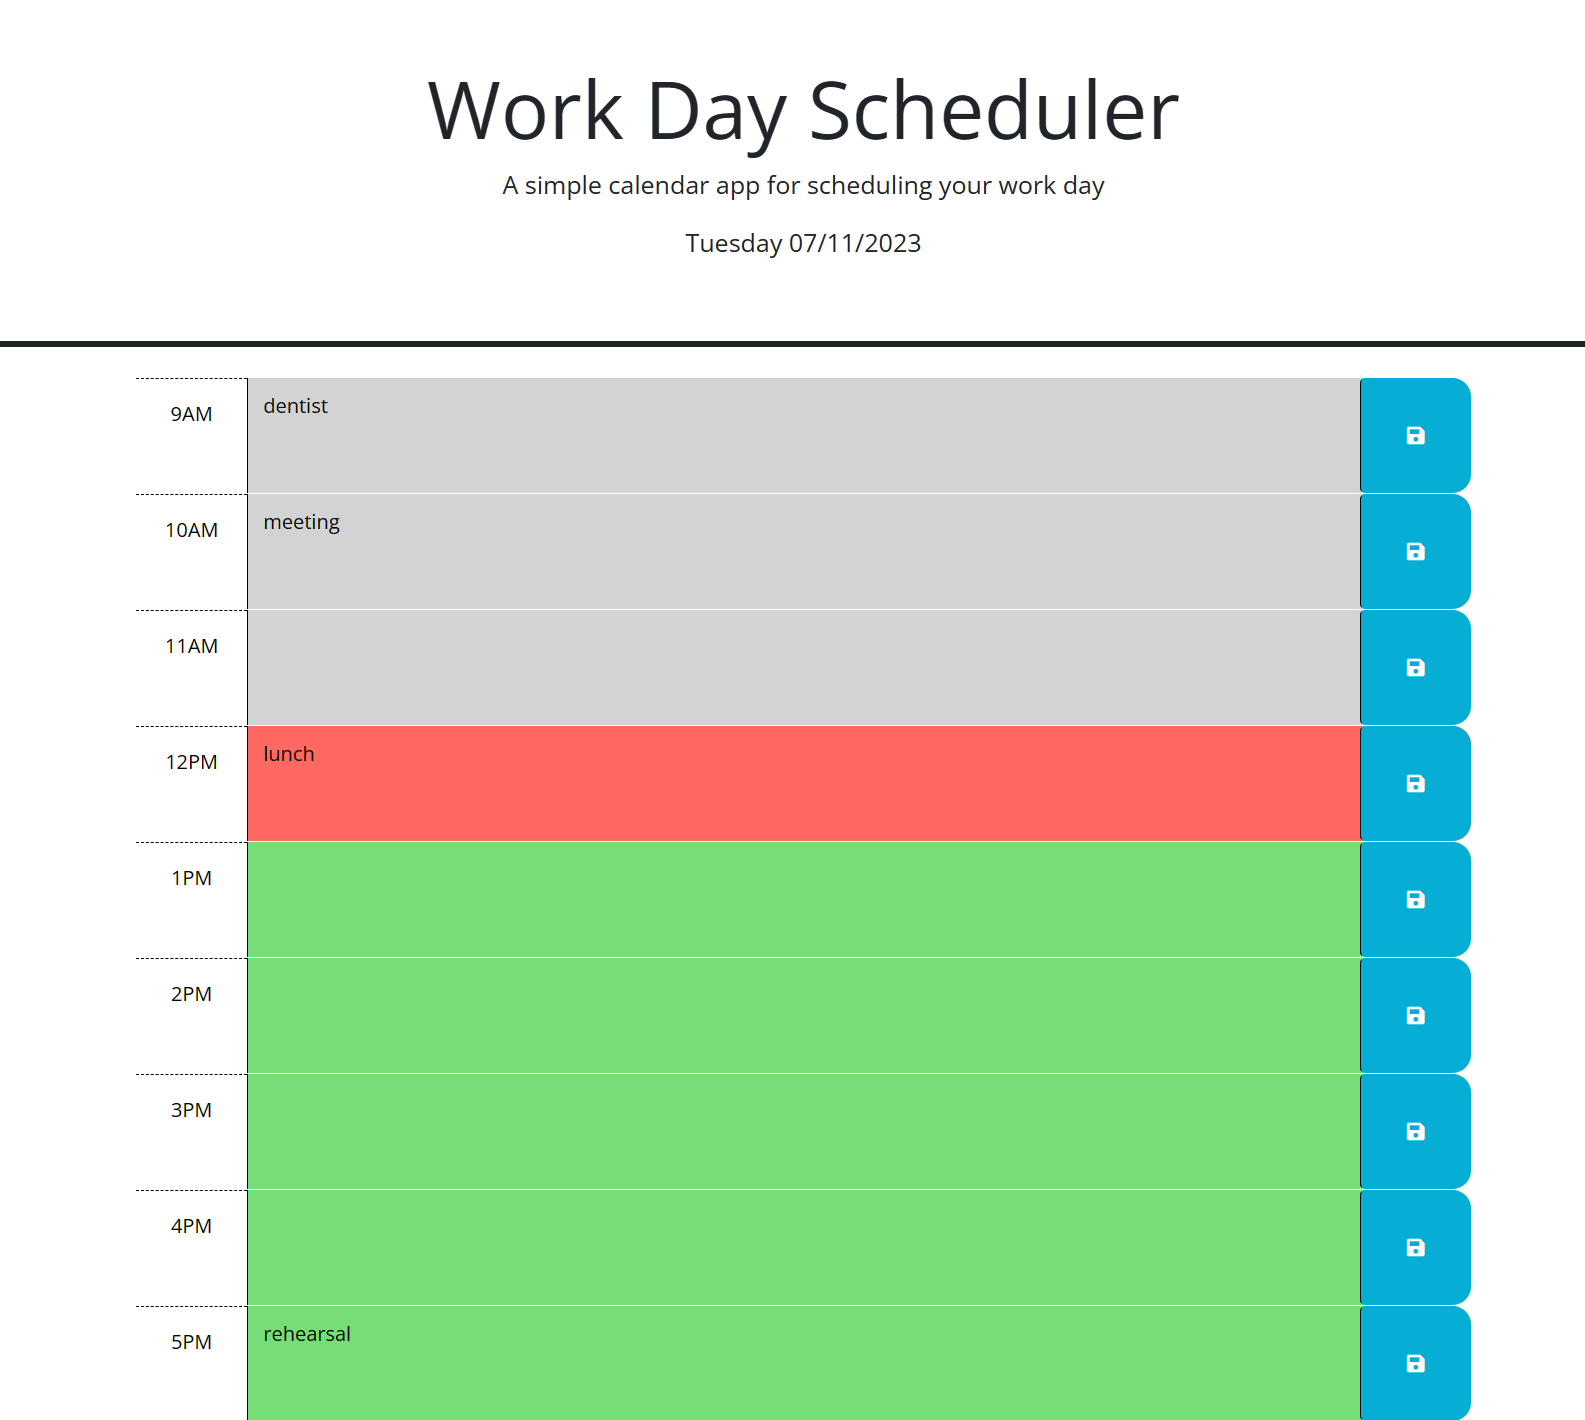 Work Day Scheduler
A simple calendar app for scheduling your work day
Tuesday 07/11/2023
9AM dentist
10AM meeting
11AM
12PM lunch
1PM
2PM
3PM
4PM
5PM rehearsal